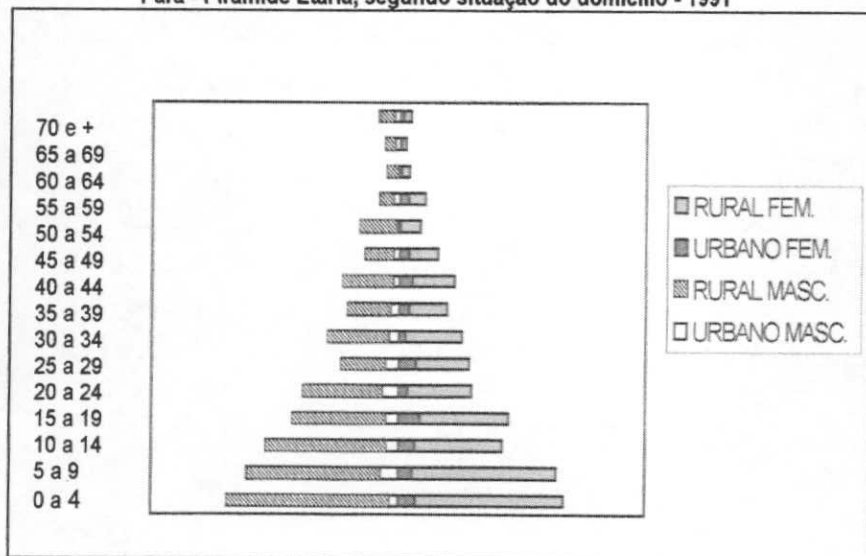 Pará - Pirâmide Etária, segundo situação do domicílio - 1991
70 e +
65 a 69
60 a 64
55 a 59
50 a 54
45 a 49
40 a 44
35 a 39
30 a 34
25 a 29
20 a 24
15 a 19
10 a 14
5 a 9
0 a 4
RURAL FEM.
URBANO FEM.
RURAL MASC.
URBANO MASC.